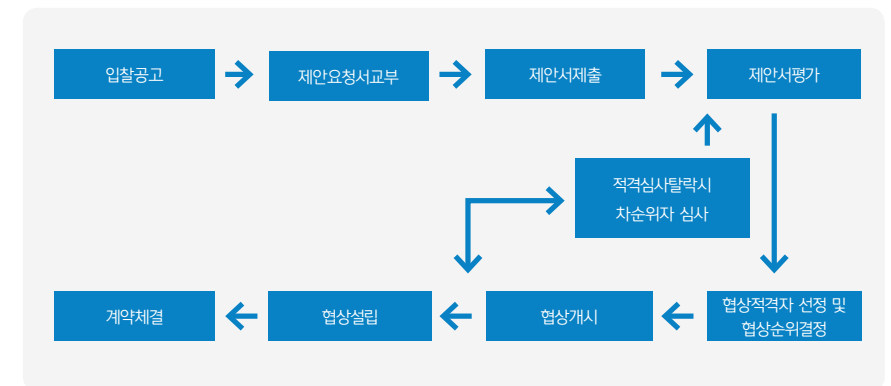 입찰공고
제안요청서교부
제안서제출
제안서평가
적격심사탈락시
차순위자 심사
계약체결
협상설립
협상개시
협상적격자 선정 및
협상순위결정